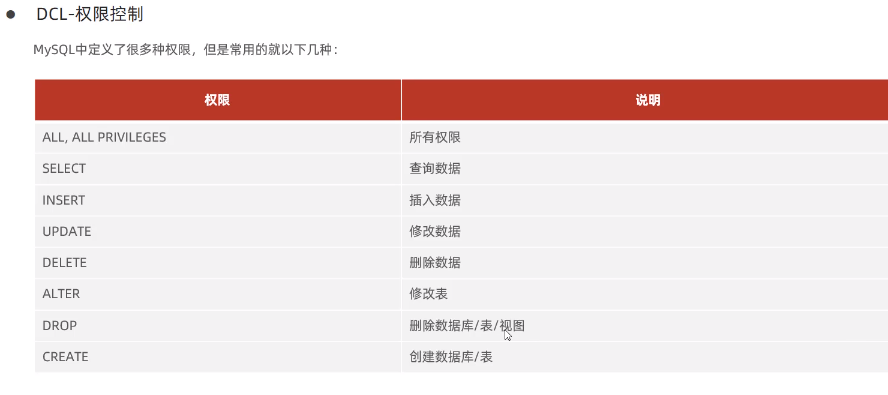 DCL-权限控制
MySQL中定义了很多种权限，但是常用的就以下几种：
权限 说明
ALL, ALL PRIVILEGES 所有权限
SELECT 查询数据
INSERT 插入数据
UPDATE 修改数据
DELETE 删除数据
ALTER 修改表
DROP 删除数据库/表/视图
CREATE 创建数据库/表